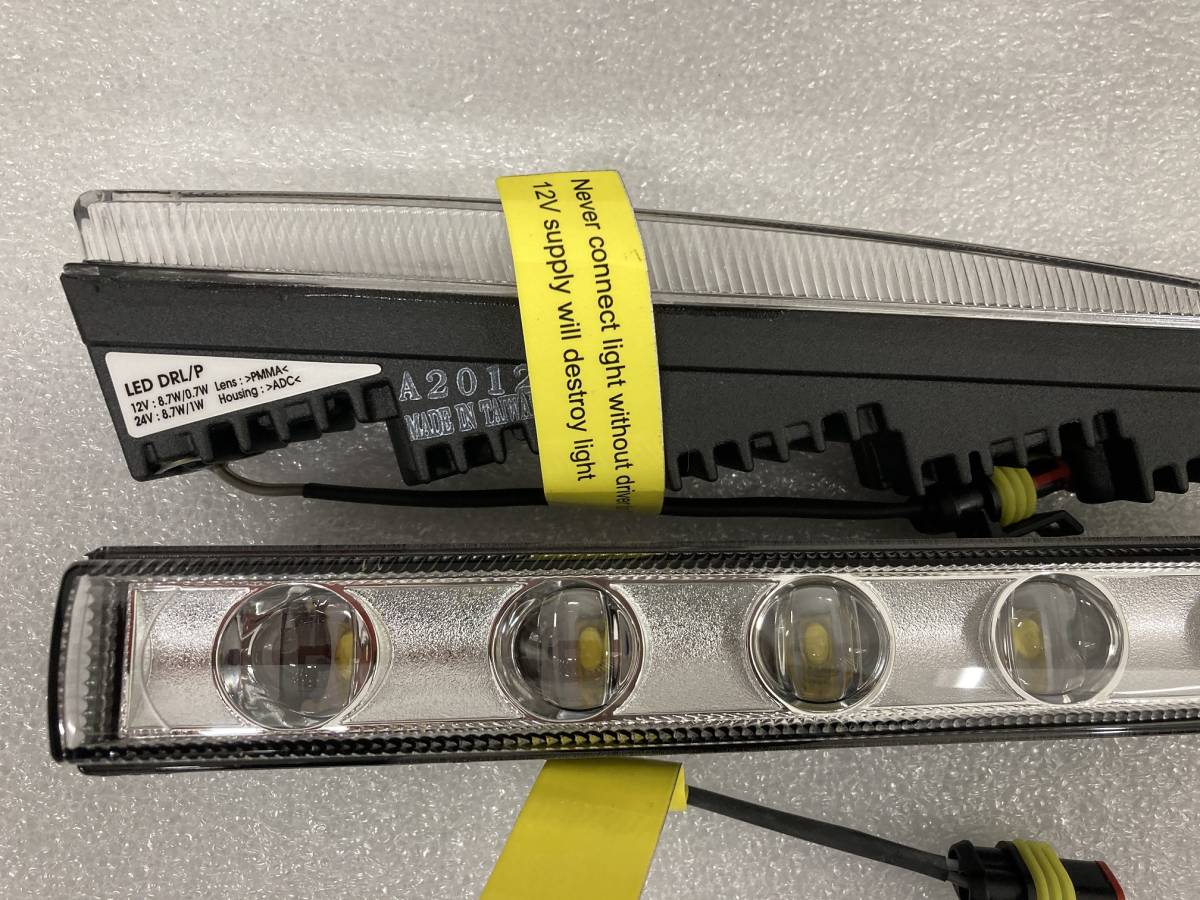 Never connect light without driver!
12V supply will destroy light
LED DRL/P
12V : 8.7W/0.7W Lens : >PMMA<
24V : 8.7W/1W Housing : >ADC<
A2012
MADE IN TAIWA